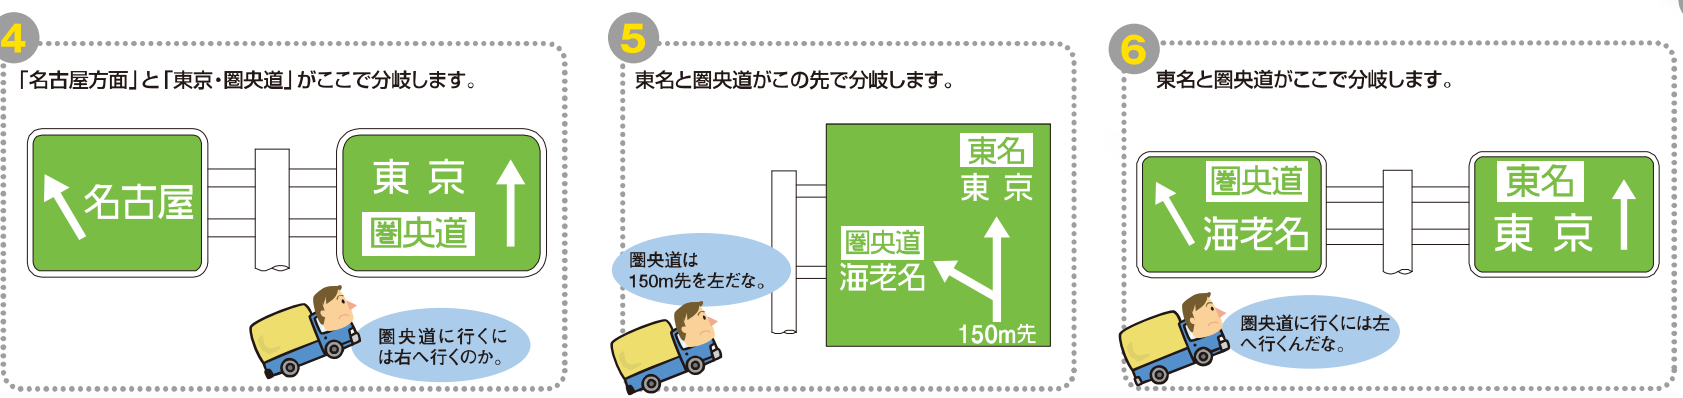 4
「名古屋方面」と「東京・圏央道」がここで分岐します。
名古屋
東京
圏央道
圏央道に行くに
は右へ行くのか。
5
東名と圏央道がこの先で分岐します。
東名
東京
圏央道
海老名
150m先
圏央道は
150m先を左だな。
6
東名と圏央道がここで分岐します。
圏央道
海老名
東名
東京
圏央道に行くには左
へ行くんだな。